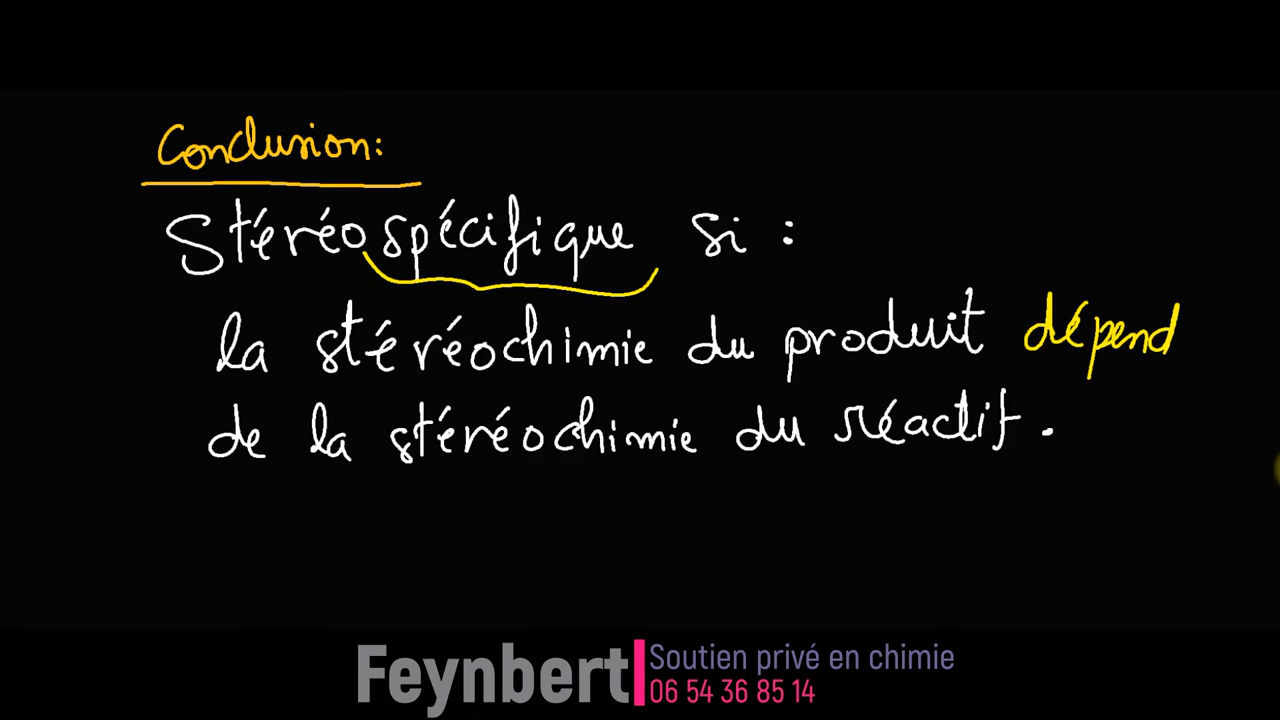 Conclusion:
Stéréospécifique si :
la stéréochimie du produit dépend
de la stéréochimie du réactif.
Feynbert
Soutien privé en chimie
06 54 36 85 14